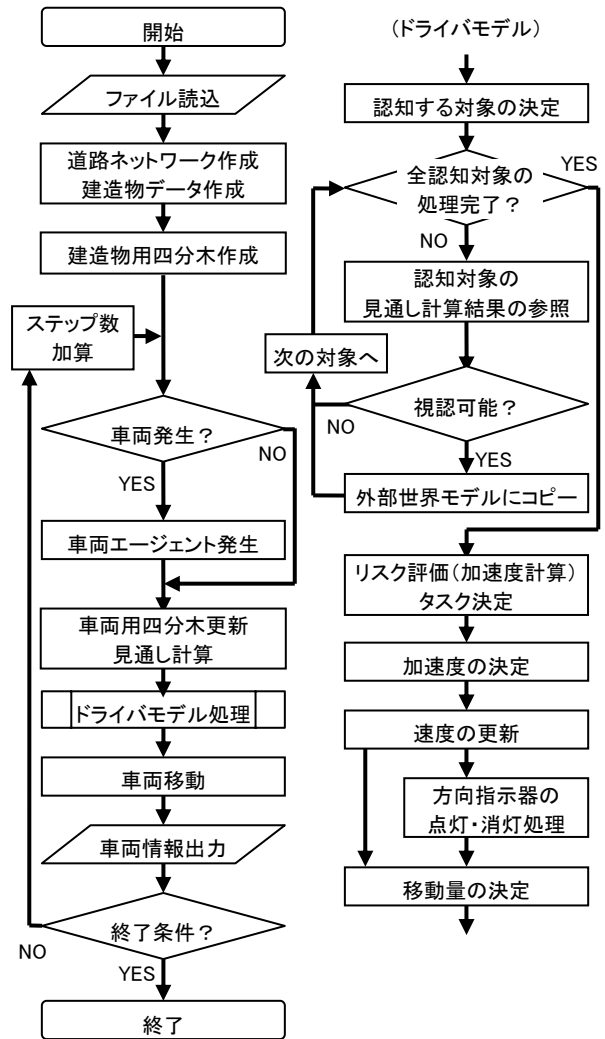 開始
ファイル読込
道路ネットワーク作成
建造物データ作成
建造物用四分木作成
ステップ数
加算
車両発生？
NO
YES
車両エージェント発生
車両用四分木更新
見通し計算
ドライバモデル処理
車両移動
車両情報出力
終了条件？
NO
YES
終了
（ドライバモデル）
認知する対象の決定
全認知対象の
処理完了？
YES
NO
認知対象の
見通し計算結果の参照
次の対象へ
視認可能？
NO
YES
外部世界モデルにコピー
リスク評価（加速度計算）
タスク決定
加速度の決定
速度の更新
方向指示器の
点灯・消灯処理
移動量の決定